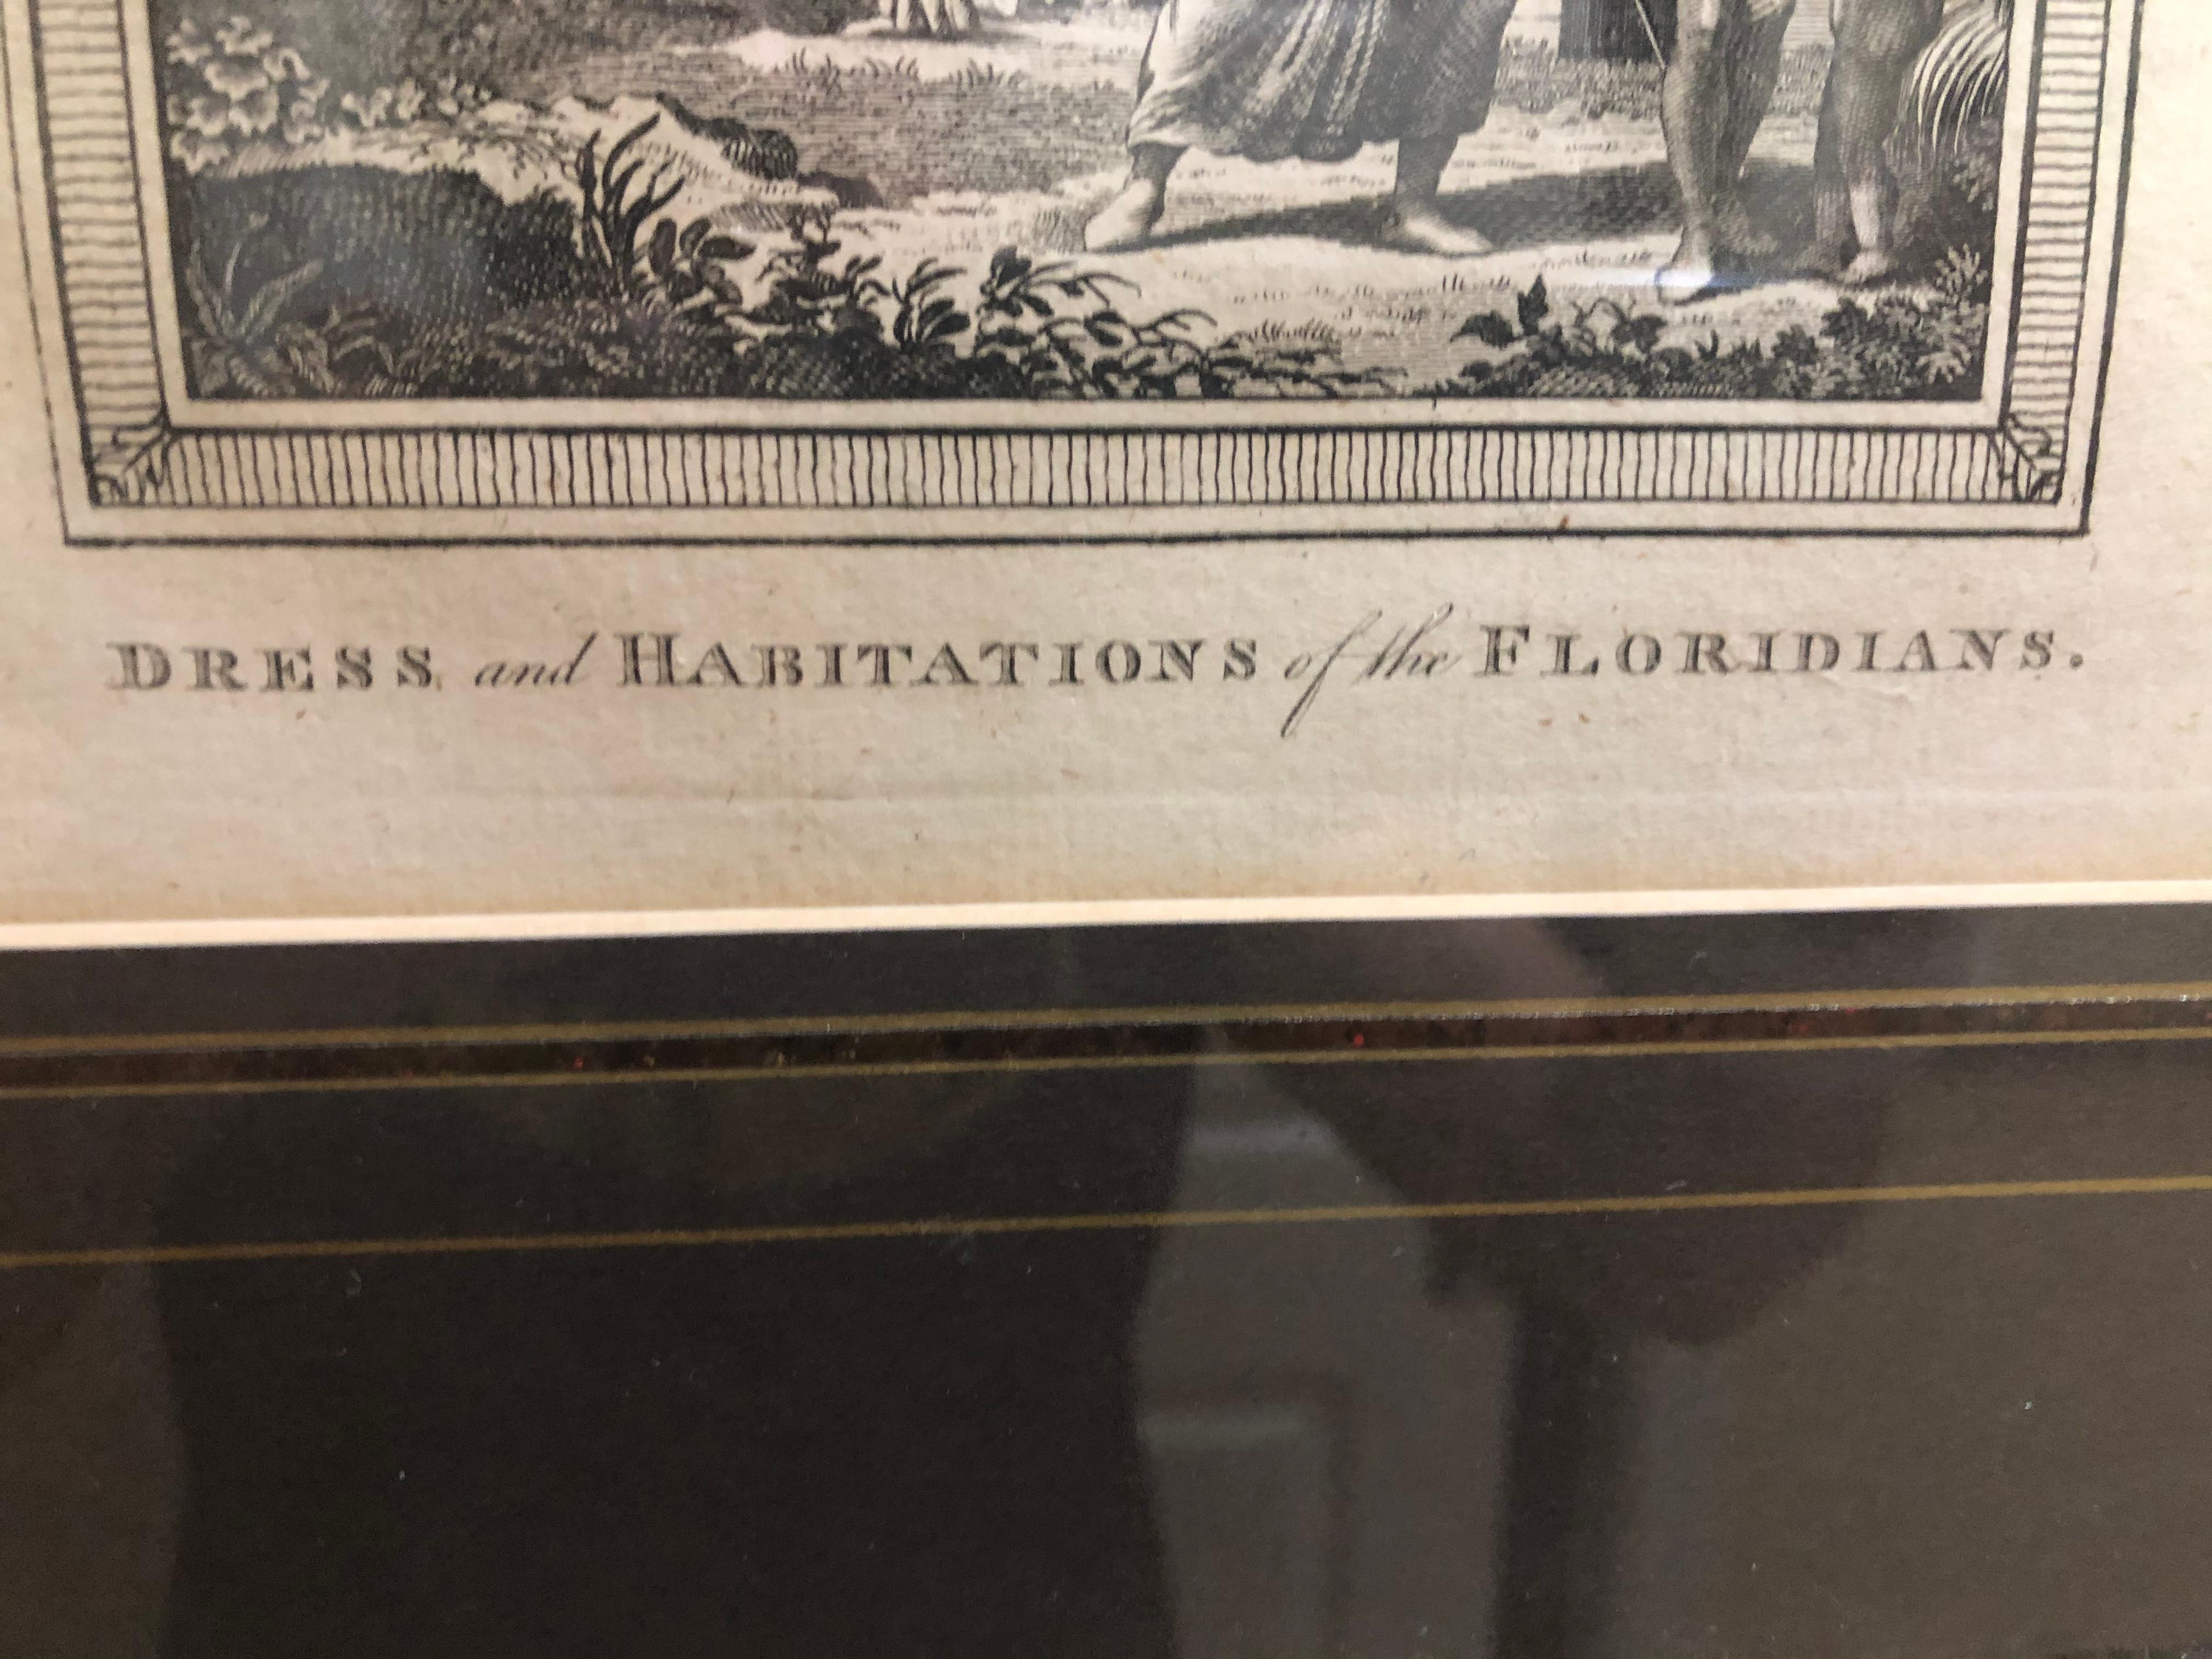 DRESS and HABITATIONS of the FLORIDIANS.